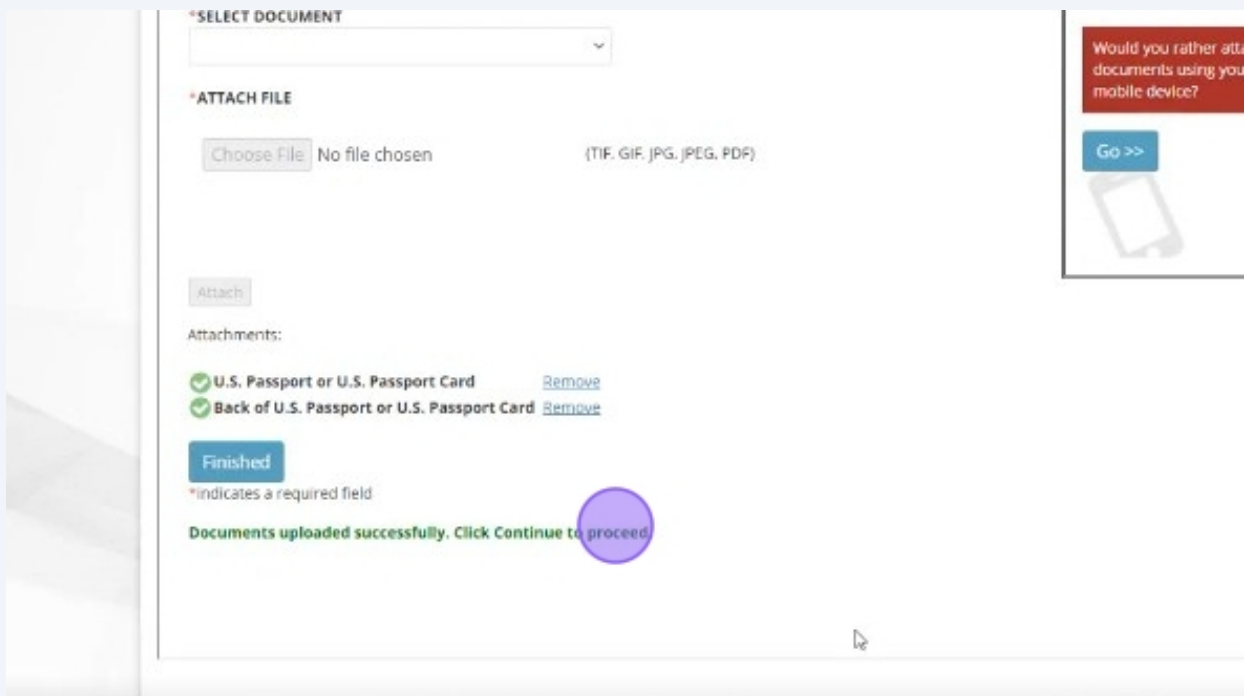 *SELECT DOCUMENT
*ATTACH FILE
Choose File No file chosen (TIF, GIF, JPG, JPEG, PDF)
Attach
Attachments:
U.S. Passport or U.S. Passport Card Remove
Back of U.S. Passport or U.S. Passport Card Remove
Finished
*indicates a required field
Documents uploaded successfully. Click Continue to proceed.
Would you rather
documents using
mobile device?
Go >>